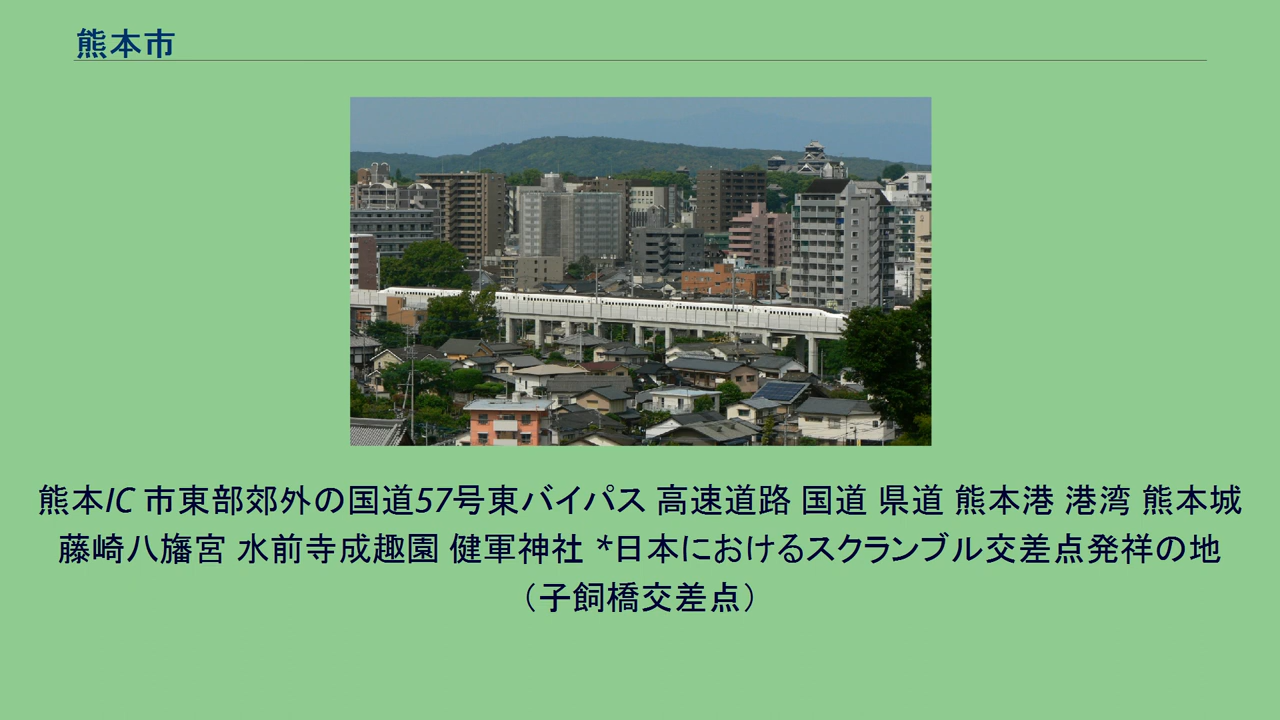 熊本市
熊本IC 市東部郊外の国道57号東バイパス 高速道路 国道 県道 熊本港 港湾 熊本城
藤崎八旛宮 水前寺成趣園 健軍神社 *日本におけるスクランブル交差点発祥の地
（子飼橋交差点）